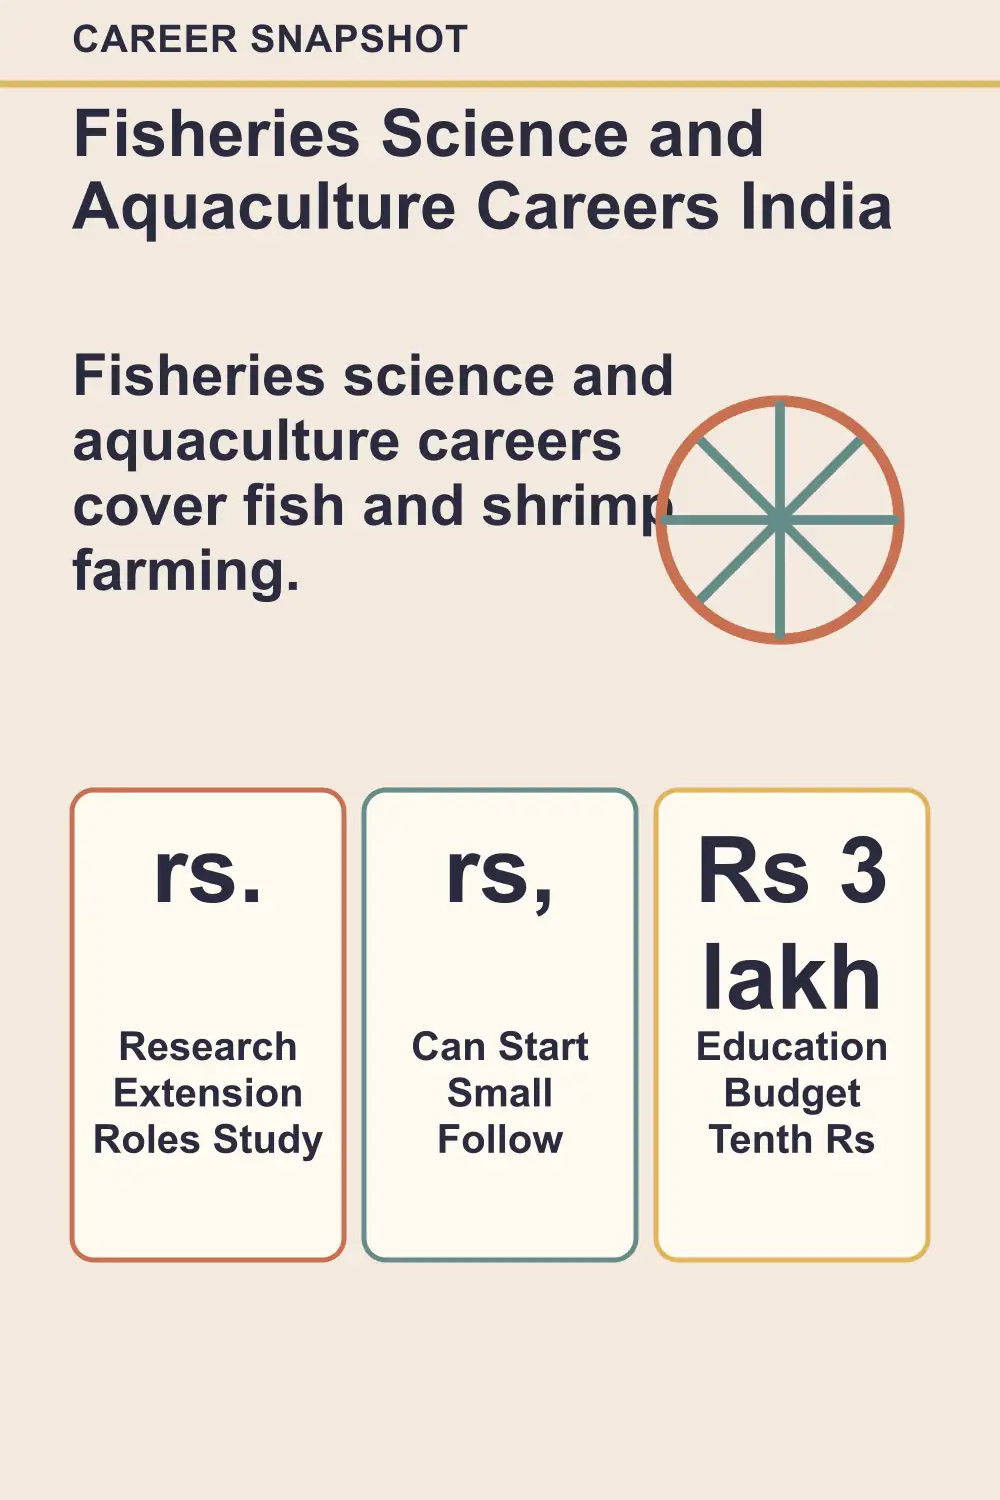 CAREER SNAPSHOT
Fisheries Science and
Aquaculture Careers India
Fisheries science and
aquaculture careers
cover fish and shrimp
farming.
rs.
Research
Extension
Roles Study
rs,
Can Start
Small
Follow
Rs 3
lakh
Education
Budget
Tenth Rs